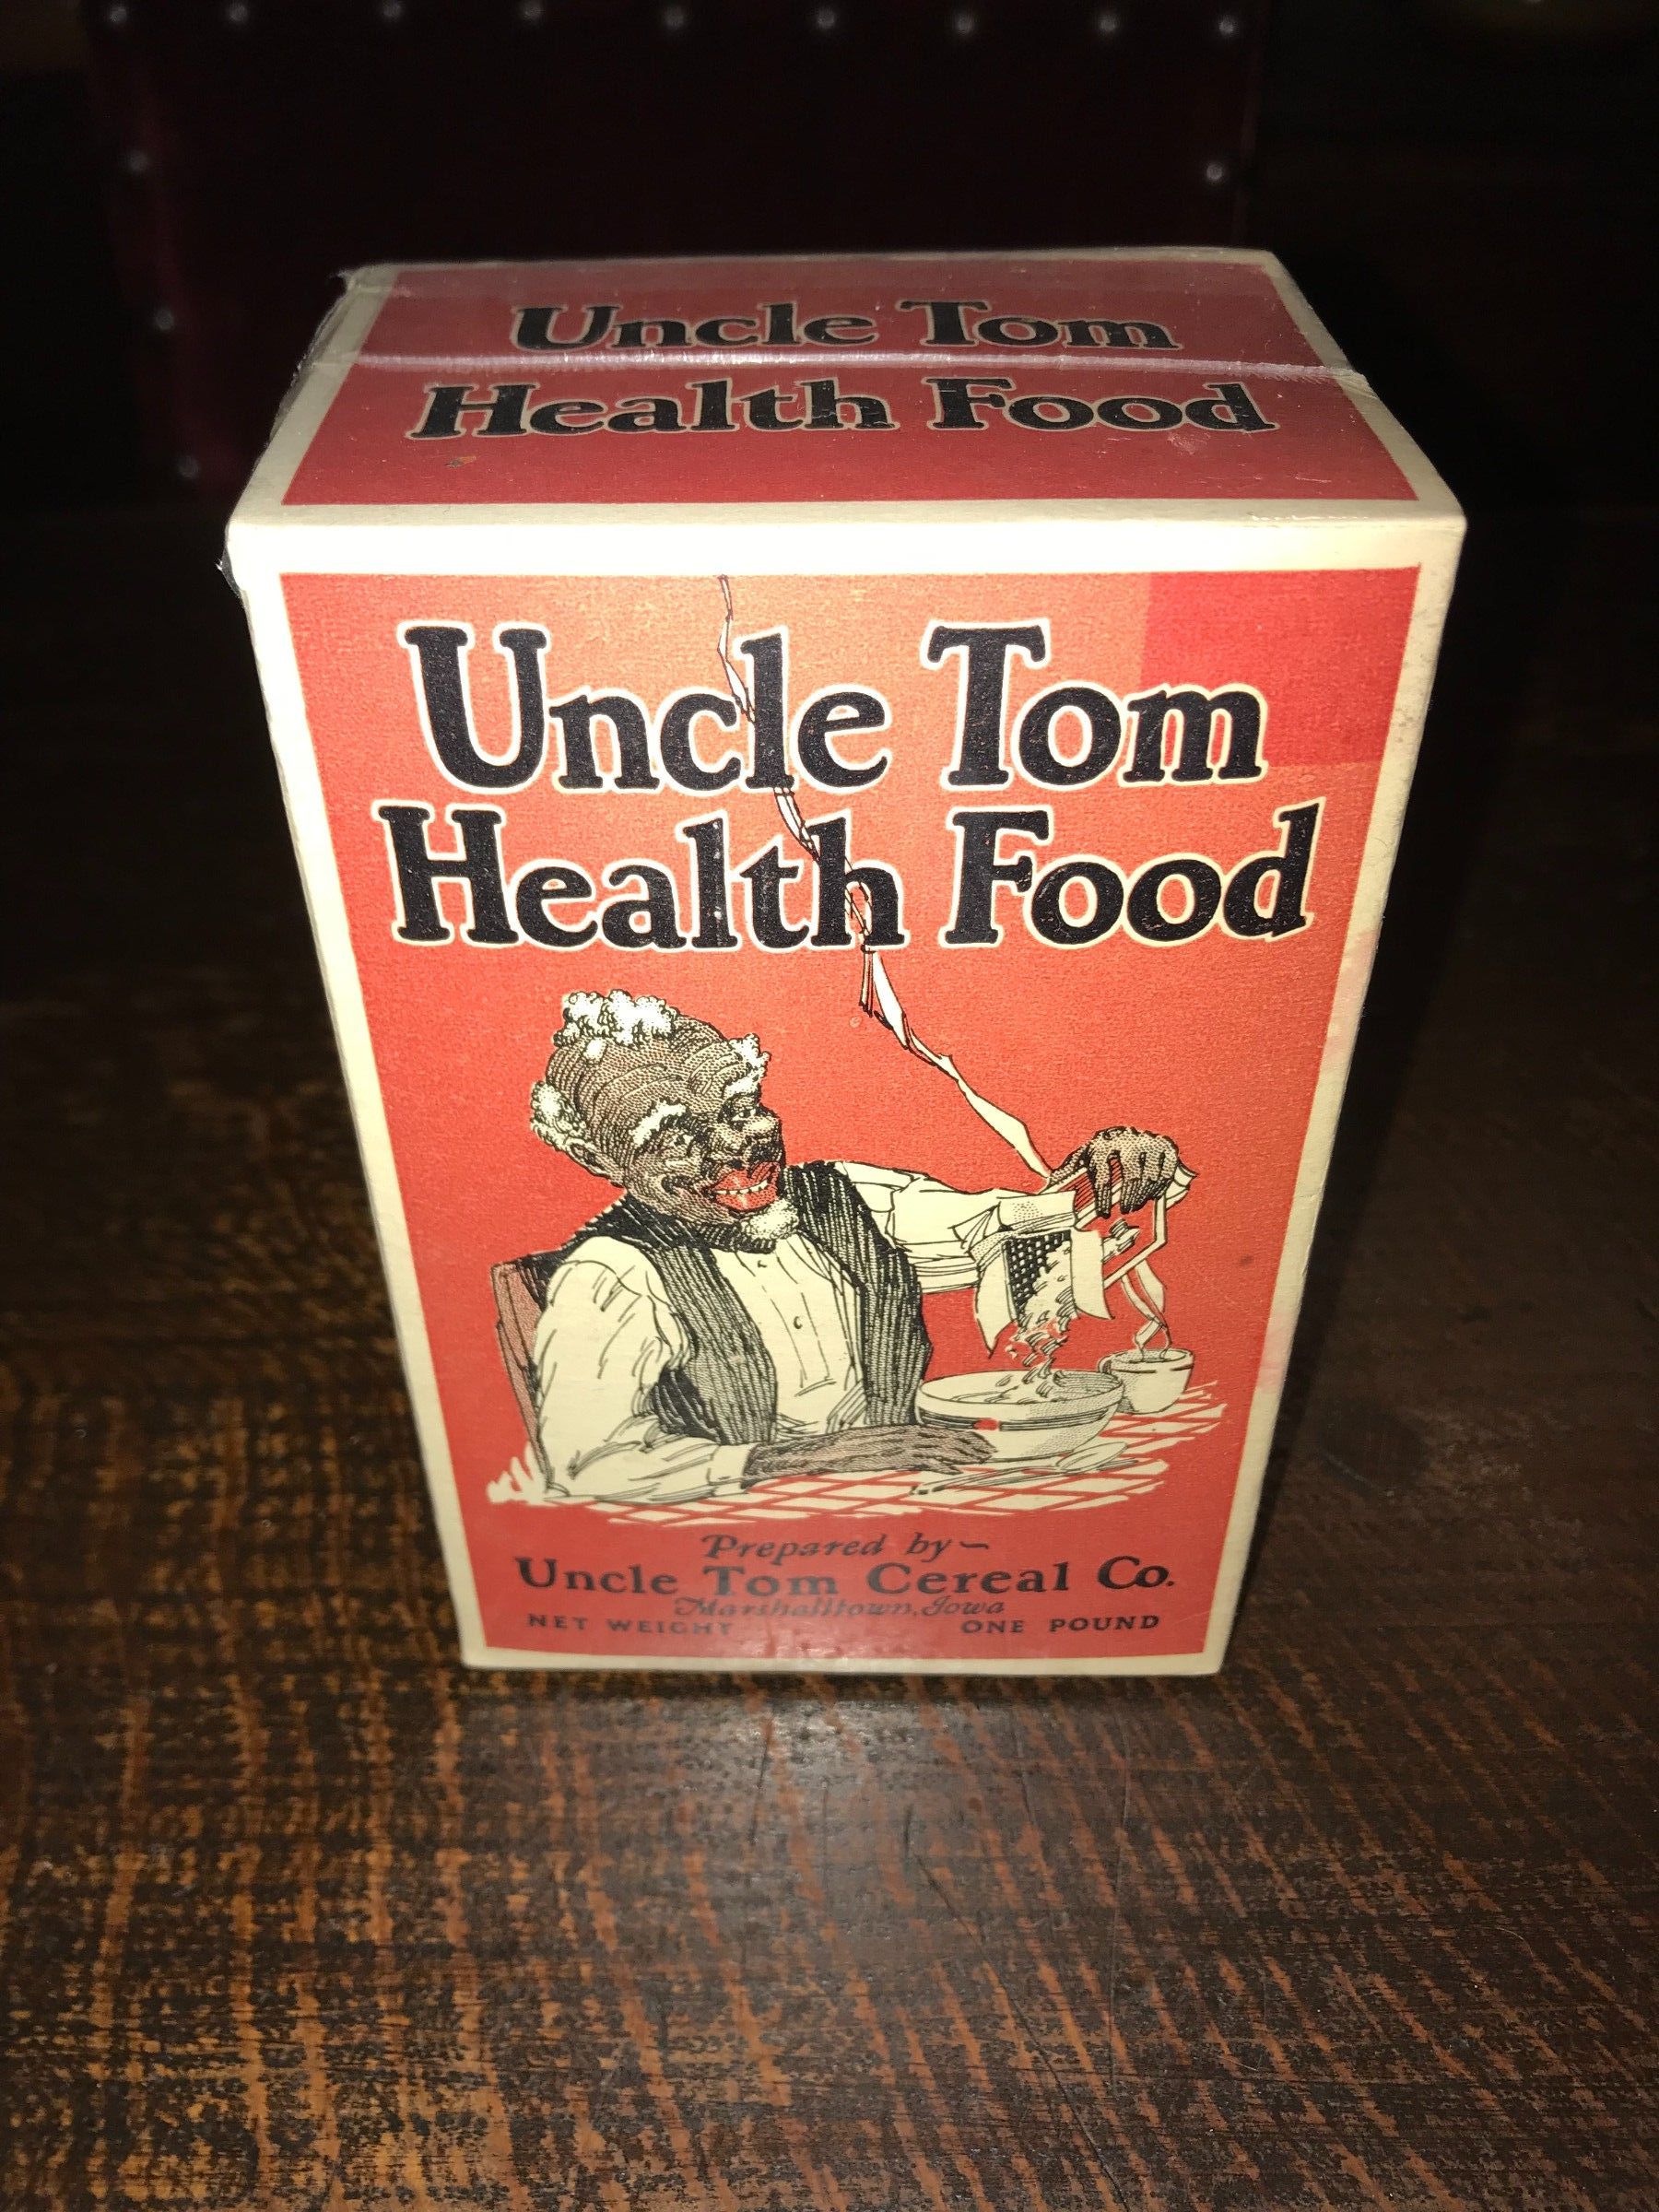 Uncle Tom
Health Food
Uncle Tom
Health Food
Prepared by—
Uncle Tom Cereal Co.
Marshalltown, Iowa
NET WEIGHT ONE POUND